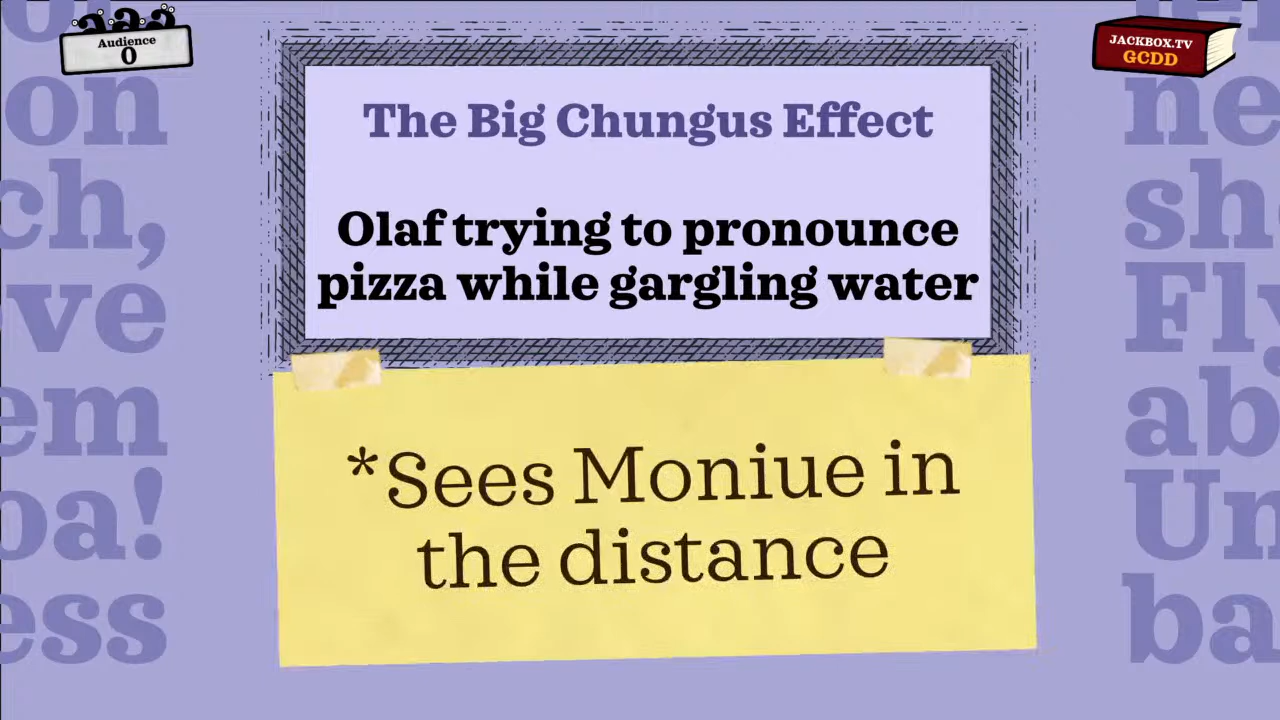 Audience
0
JACKBOX.TV
GCDD
The Big Chungus Effect
Olaf trying to pronounce
pizza while gargling water
*Sees Moniue in
the distance